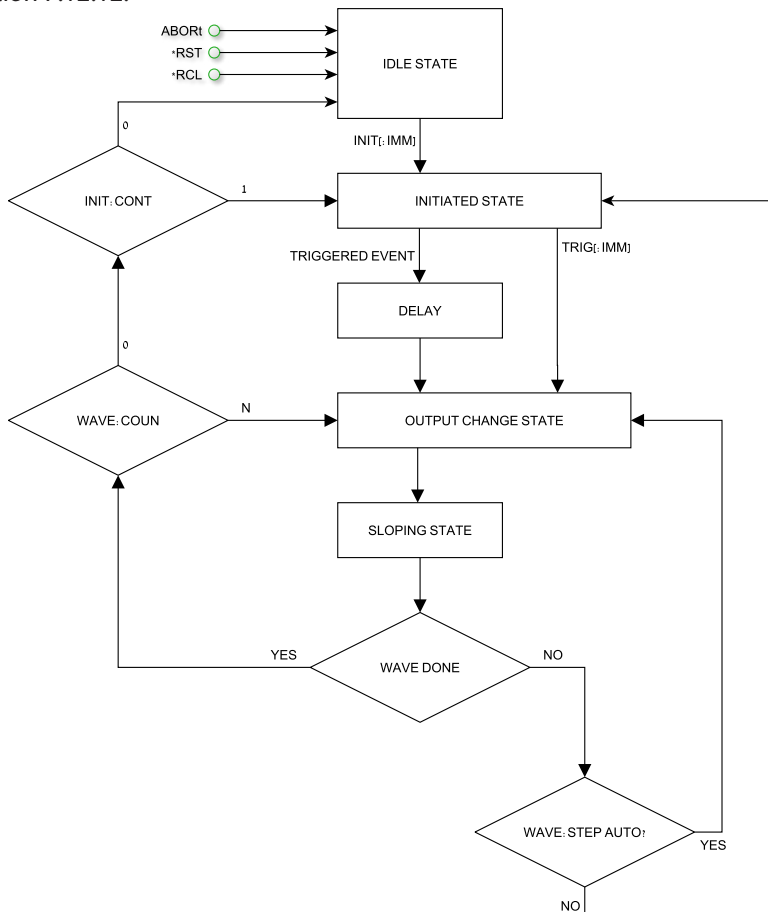 ABORt
*RST
*RCL
IDLE STATE
0
INIT[:IMM]
INIT:CONT
1
INITIATED STATE
TRIGGERED EVENT
TRIG[:IMM]
DELAY
0
WAVE:COUN
N
OUTPUT CHANGE STATE
SLOPING STATE
YES
WAVE DONE
NO
WAVE:STEP AUTO?
YES
NO